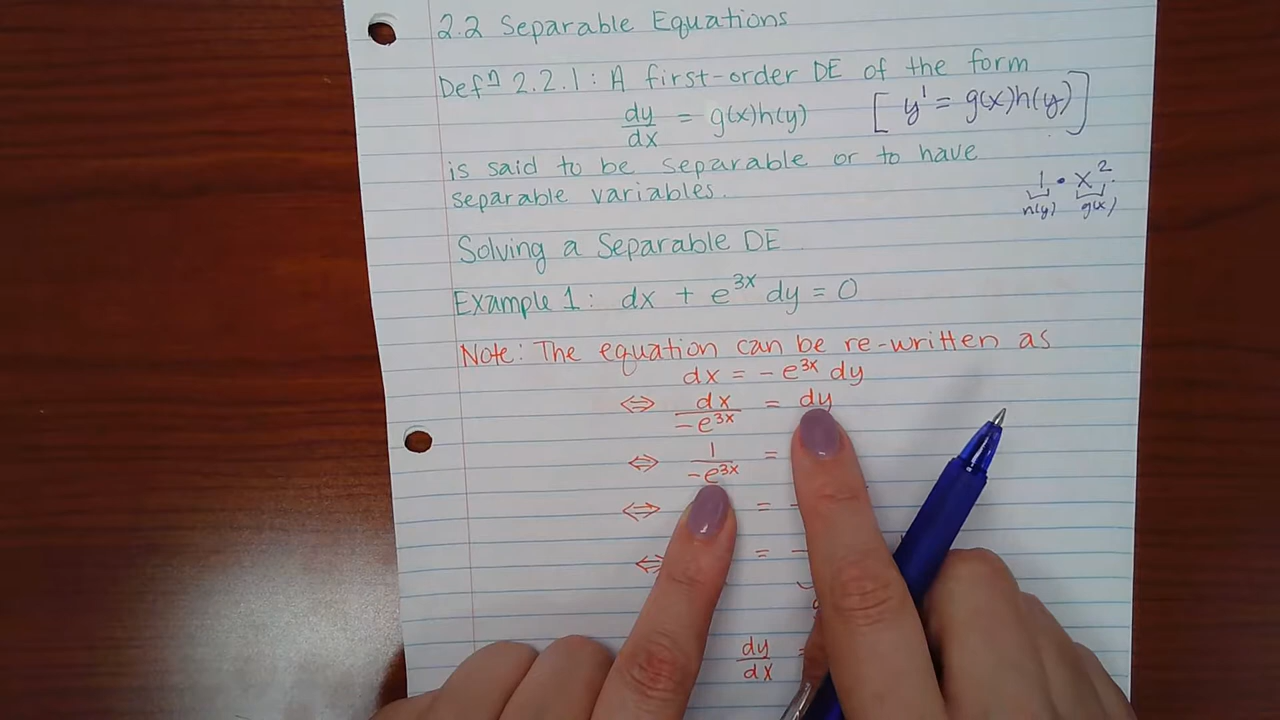 2.2 Separable Equations
Defⁿ 2.2.1: A first-order DE of the form
dy/dx = g(x)h(y) [y' = g(x)h(y)]
is said to be separable or to have
separable variables.
1 • x²
h(y) g(x)
Solving a Separable DE
Example 1: dx + e^{3x} dy = 0
Note: The equation can be re-written as
dx = -e^{3x} dy
⇔ dx/-e^{3x} = dy
⇔ 1/-e^{3x} =
⇔ = -
⇔ = -
dy/dx =